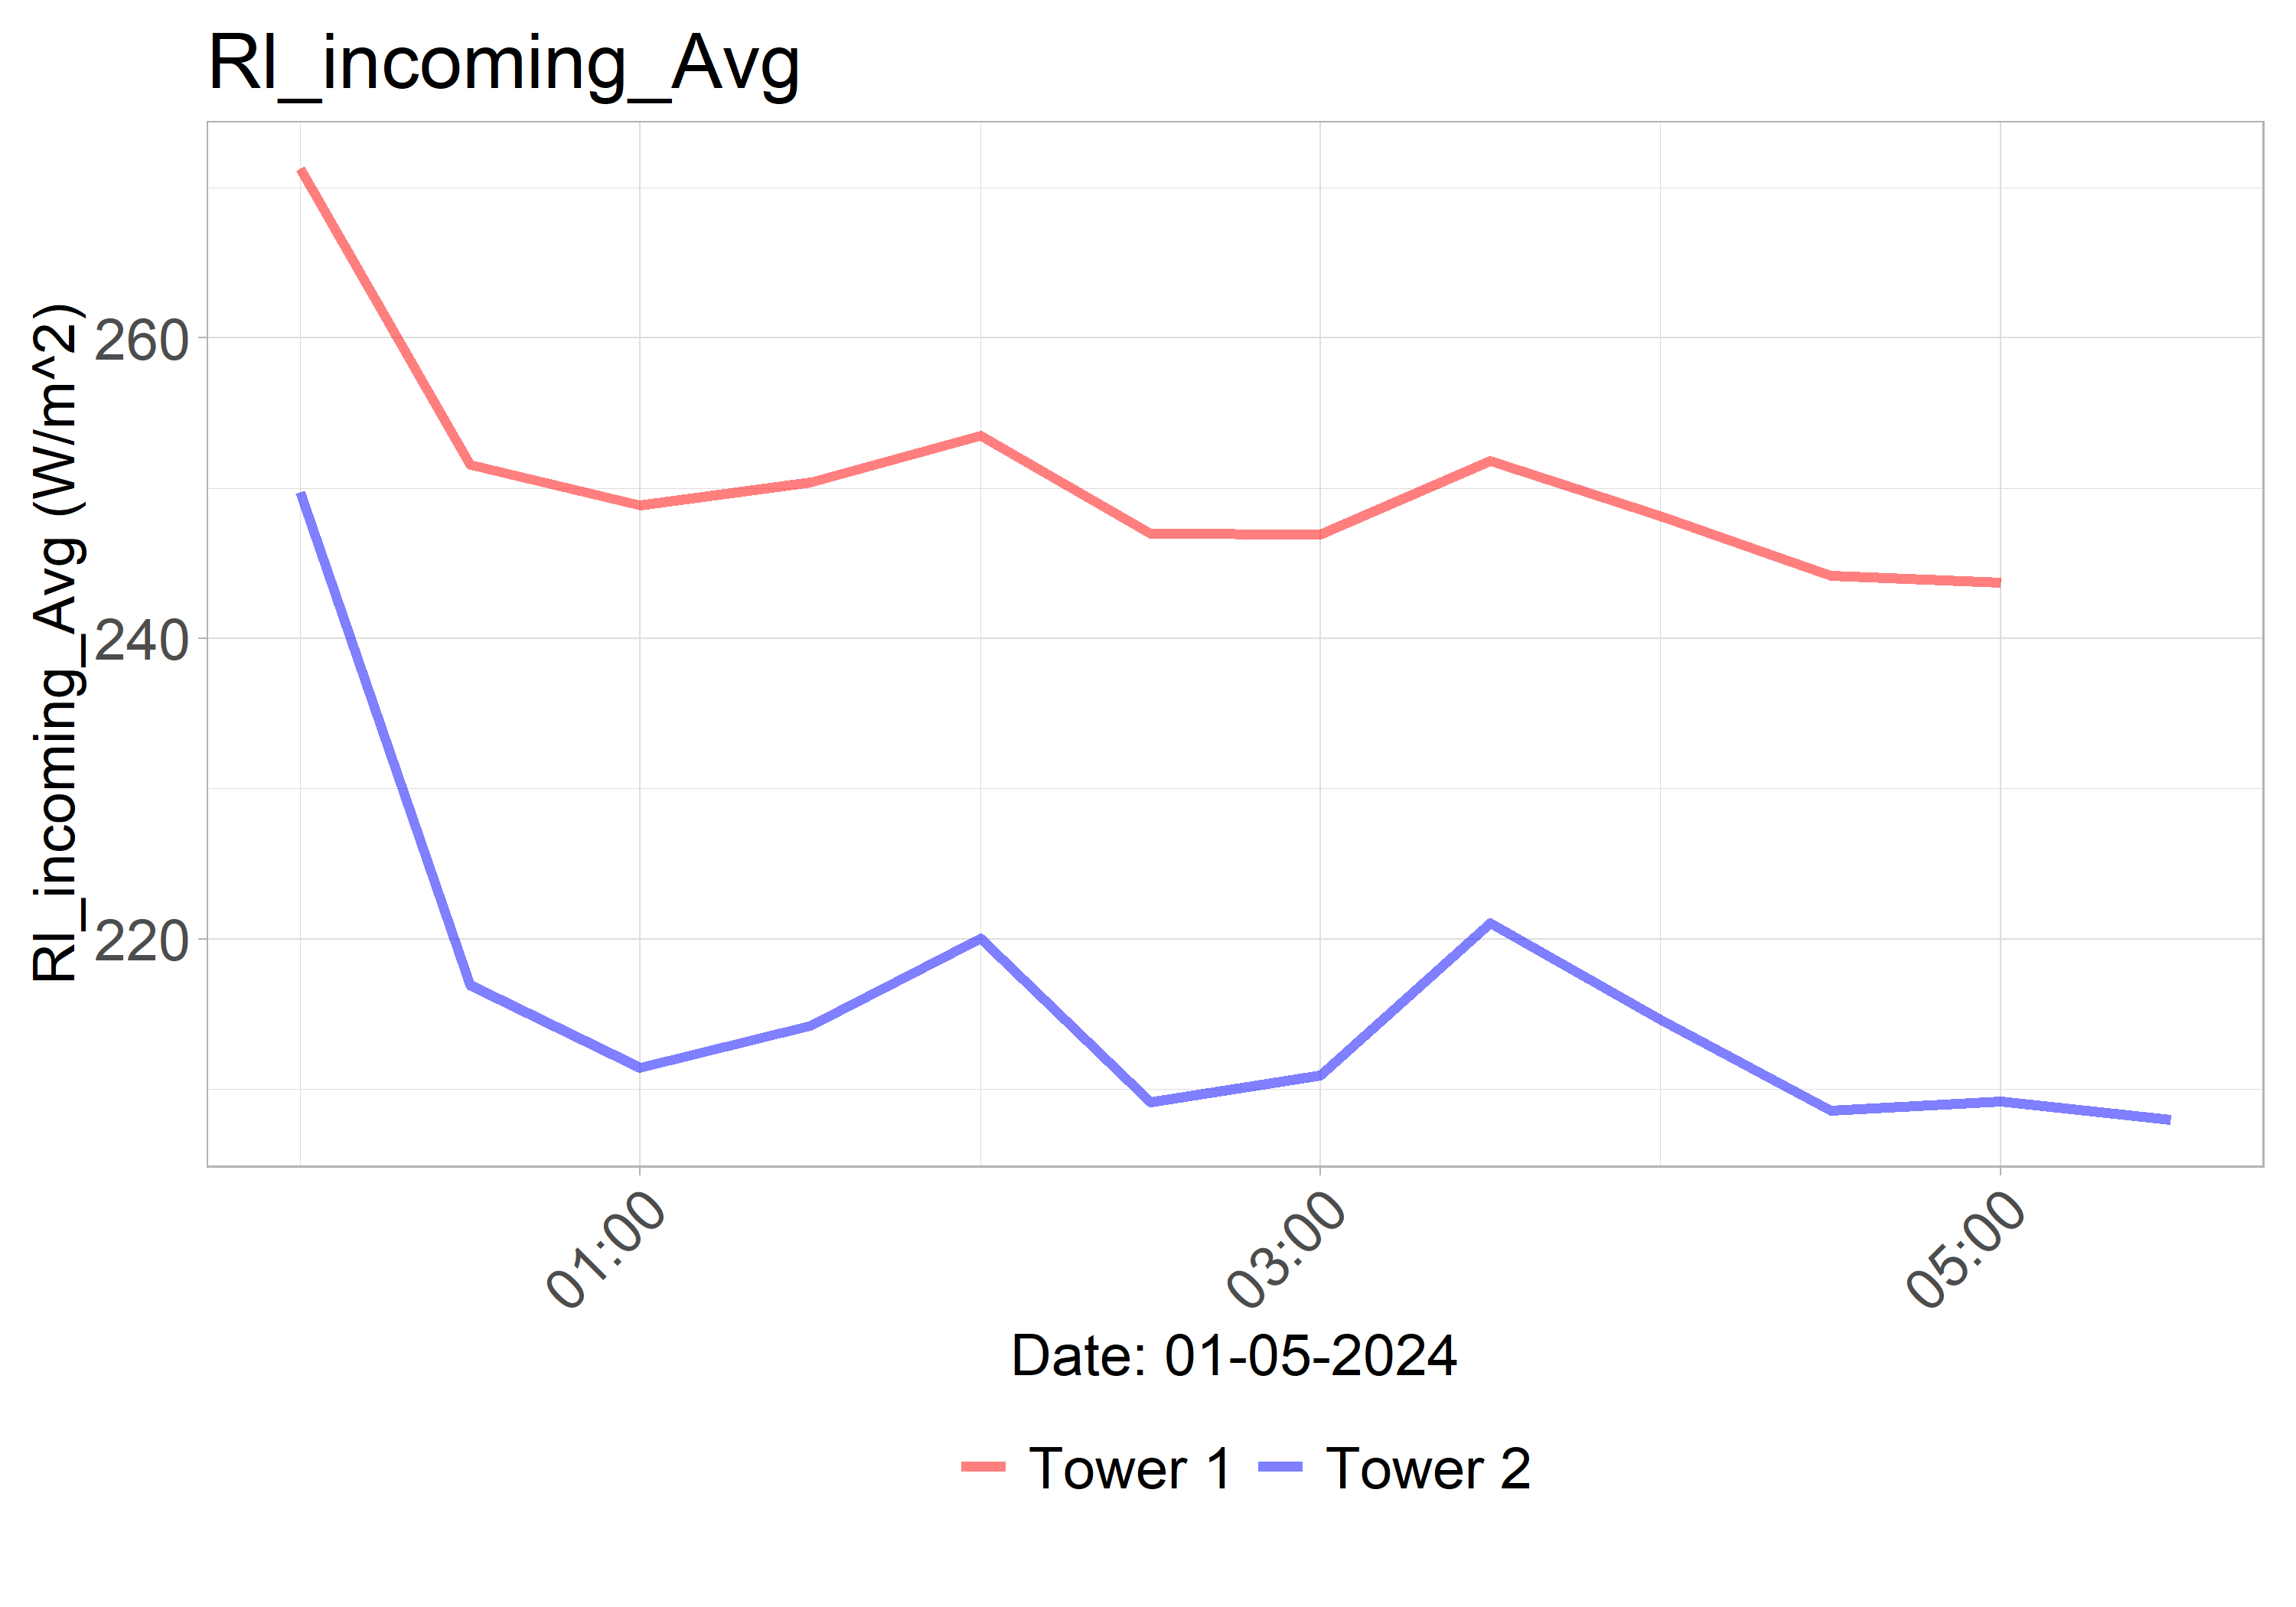 Rl_incoming_Avg
Rl_incoming_Avg (W/m^2)
260
240
220
01:00
03:00
05:00
Date: 01-05-2024
Tower 1
Tower 2